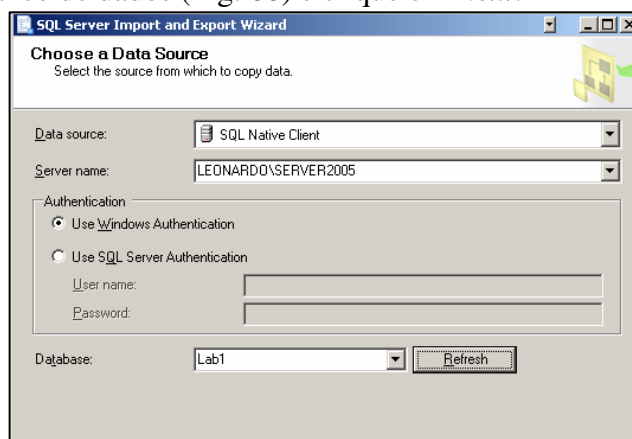 SQL Server Import and Export Wizard
Choose a Data Source
Select the source from which to copy data.
Data source: SQL Native Client
Server name: LEONARDO\SERVER2005
Authentication
Use Windows Authentication
Use SQL Server Authentication
User name:
Password:
Database: Lab1 Refresh